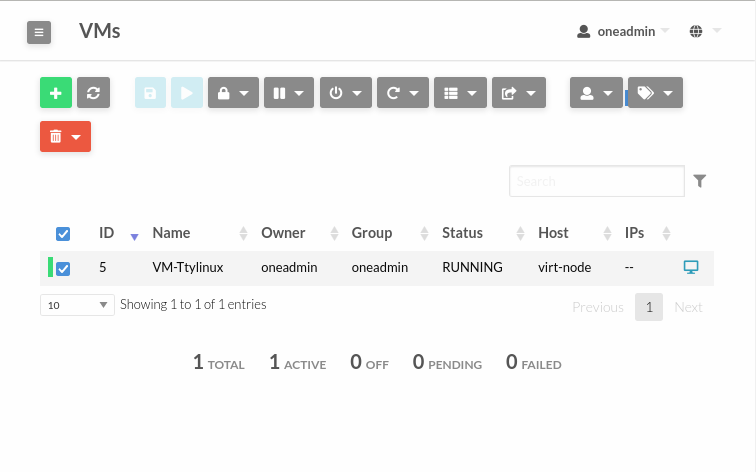 VMs
oneadmin
Search
ID Name Owner Group Status Host IPs
5 VM-Ttylinux oneadmin oneadmin RUNNING virt-node --
10 Showing 1 to 1 of 1 entries
Previous 1 Next
1 TOTAL 1 ACTIVE 0 OFF 0 PENDING 0 FAILED